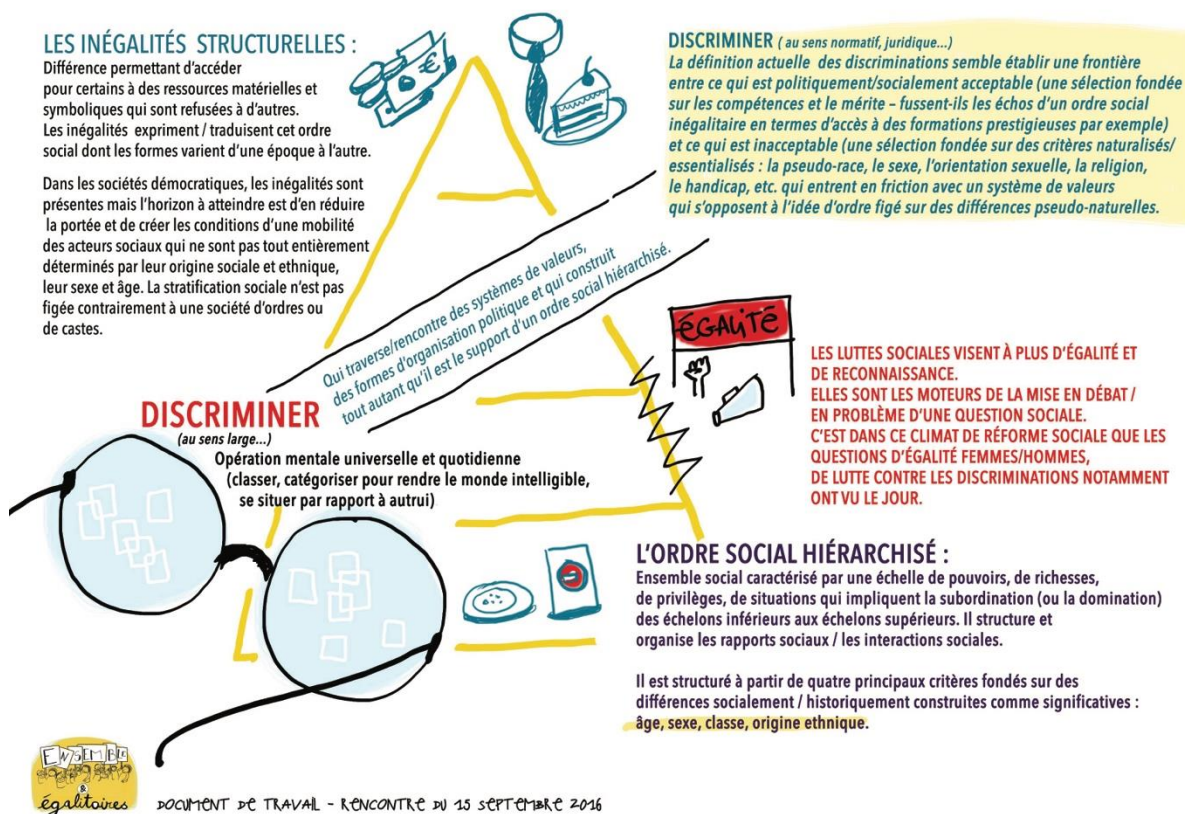 LES INÉGALITÉS STRUCTURELLES :
Différence permettant d'accéder
pour certains à des ressources matérielles et
symboliques qui sont refusées à d'autres.
Les inégalités expriment / traduisent cet ordre
social dont les formes varient d'une époque à l'autre.
Dans les sociétés démocratiques, les inégalités sont
présentes mais l'horizon à atteindre est d'en réduire
la portée et de créer les conditions d'une mobilité
des acteurs sociaux qui ne sont pas tout entièrement
déterminés par leur origine sociale et ethnique,
leur sexe et âge. La stratification sociale n'est pas
figée contrairement à une société d'ordres ou
de castes.
€
DISCRIMINER ( au sens normatif, juridique...)
La définition actuelle des discriminations semble établir une frontière
entre ce qui est politiquement/socialement acceptable (une sélection fondée
sur les compétences et le mérite – fussent-ils les échos d'un ordre social
inégalitaire en termes d'accès à des formations prestigieuses par exemple)
et ce qui est inacceptable (une sélection fondée sur des critères naturalisés/
essentialisés : la pseudo-race, le sexe, l'orientation sexuelle, la religion,
le handicap, etc. qui entrent en friction avec un système de valeurs
qui s'opposent à l'idée d'ordre figé sur des différences pseudo-naturelles.
Qui traverse/rencontre des systèmes de valeurs,
des formes d'organisation politique et qui construit
tout autant qu'il est le support d'un ordre social hiérarchisé.
ÉGALITÉ
LES LUTTES SOCIALES VISENT À PLUS D'ÉGALITÉ ET
DE RECONNAISSANCE.
ELLES SONT LES MOTEURS DE LA MISE EN DÉBAT /
EN PROBLÈME D'UNE QUESTION SOCIALE.
C'EST DANS CE CLIMAT DE RÉFORME SOCIALE QUE LES
QUESTIONS D'ÉGALITÉ FEMMES/HOMMES,
DE LUTTE CONTRE LES DISCRIMINATIONS NOTAMMENT
ONT VU LE JOUR.
DISCRIMINER
(au sens large...)
Opération mentale universelle et quotidienne
(classer, catégoriser pour rendre le monde intelligible,
se situer par rapport à autrui)
L'ORDRE SOCIAL HIÉRARCHISÉ :
Ensemble social caractérisé par une échelle de pouvoirs, de richesses,
de privilèges, de situations qui impliquent la subordination (ou la domination)
des échelons inférieurs aux échelons supérieurs. Il structure et
organise les rapports sociaux / les interactions sociales.
Il est structuré à partir de quatre principaux critères fondés sur des
différences socialement / historiquement construites comme significatives :
âge, sexe, classe, origine ethnique.
ENSEMBLE
&
égalitaires
DOCUMENT DE TRAVAIL - RENCONTRE DU 15 SEPTEMBRE 2016